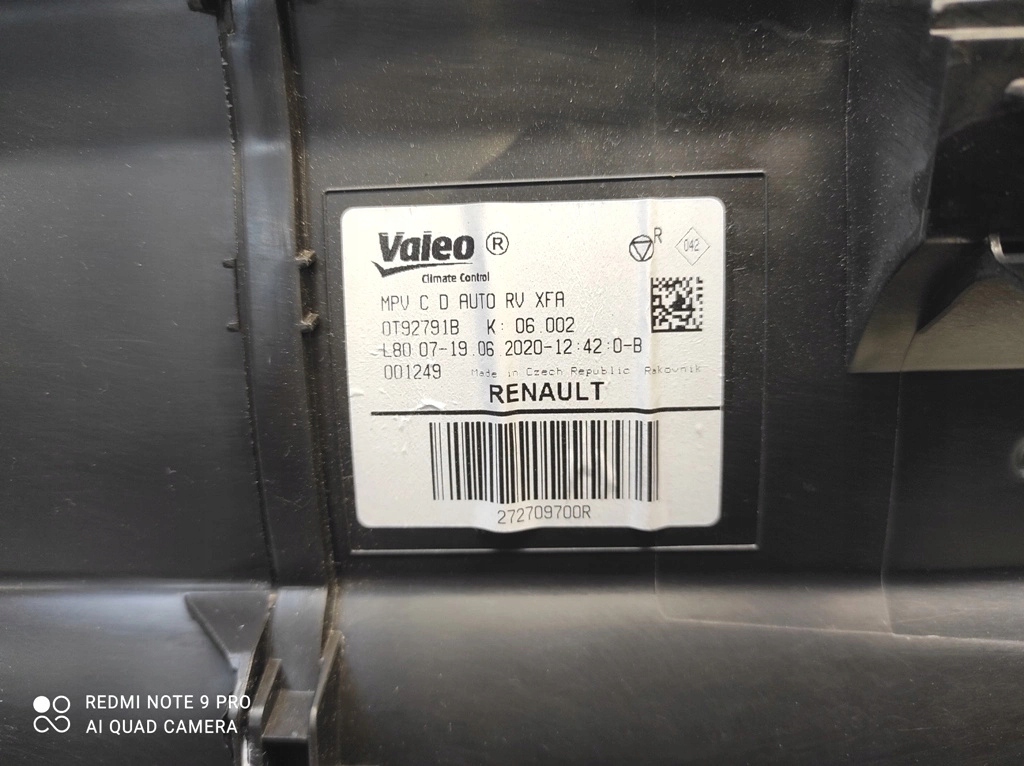 Valeo ®
Climate Control
R
042
MPV C D AUTO RV XFA
0T92791B K: 06.002
L80 07-19.06 2020-12:42:0-B
001249 Made in Czech Republic Rakovnik
RENAULT
272709700R
REDMI NOTE 9 PRO
AI QUAD CAMERA